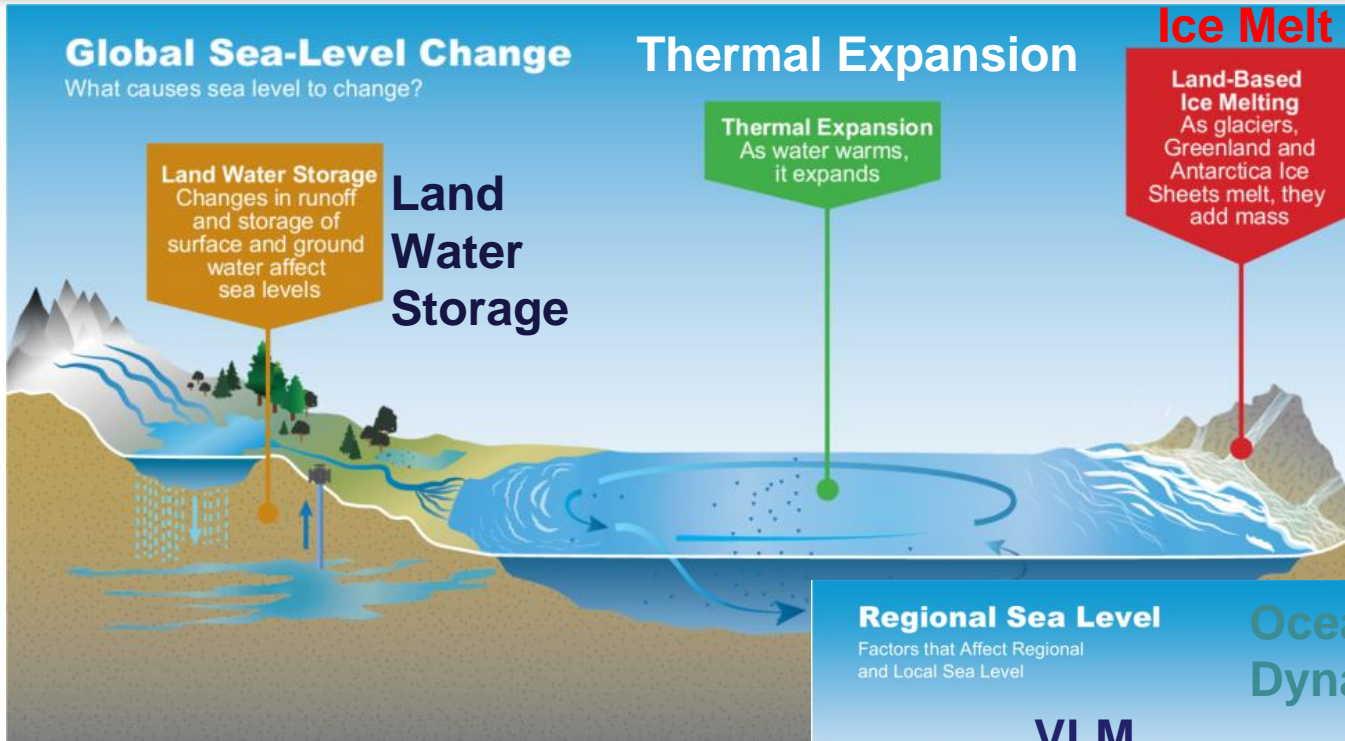 Global Sea-Level Change
What causes sea level to change?
Thermal Expansion
Ice Melt
Land Water Storage
Changes in runoff
and storage of
surface and ground
water affect
sea levels
Land
Water
Storage
Thermal Expansion
As water warms,
it expands
Land-Based
Ice Melting
As glaciers,
Greenland and
Antarctica Ice
Sheets melt, they
add mass
Regional Sea Level
Factors that Affect Regional
and Local Sea Level